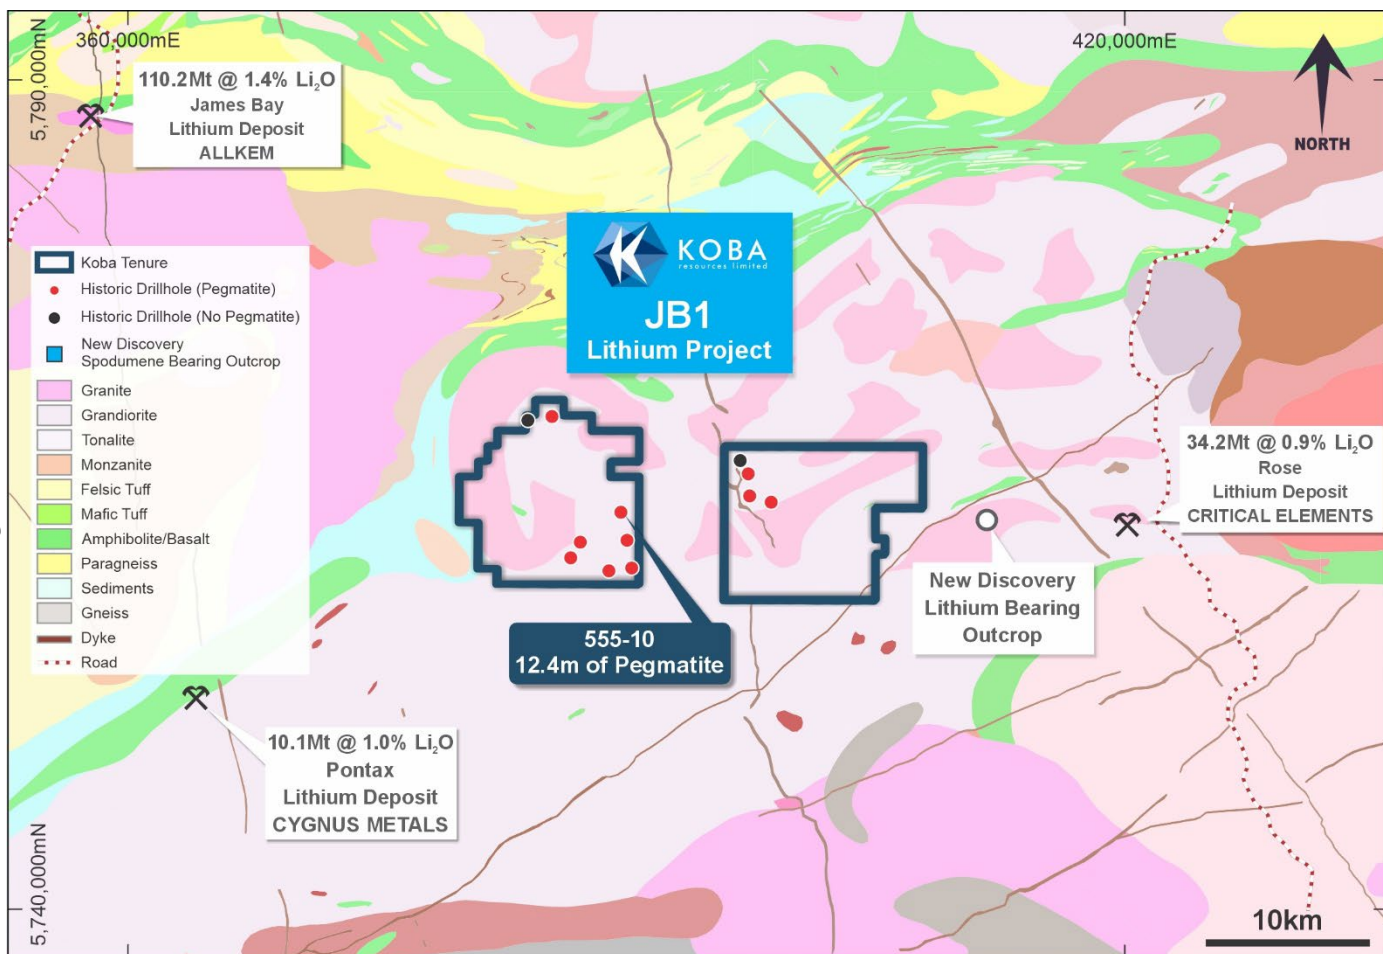 360,000mE
420,000mE
5,790,000mN
110.2Mt @ 1.4% Li₂O
James Bay
Lithium Deposit
ALLKEM
NORTH
KOBA
resources limited
JB1
Lithium Project
Koba Tenure
Historic Drillhole (Pegmatite)
Historic Drillhole (No Pegmatite)
New Discovery
Spodumene Bearing Outcrop
Granite
Grandiorite
Tonalite
Monzanite
Felsic Tuff
Mafic Tuff
Amphibolite/Basalt
Paragneiss
Sediments
Gneiss
Dyke
Road
34.2Mt @ 0.9% Li₂O
Rose
Lithium Deposit
CRITICAL ELEMENTS
New Discovery
Lithium Bearing
Outcrop
555-10
12.4m of Pegmatite
10.1Mt @ 1.0% Li₂O
Pontax
Lithium Deposit
CYGNUS METALS
5,740,000mN
10km